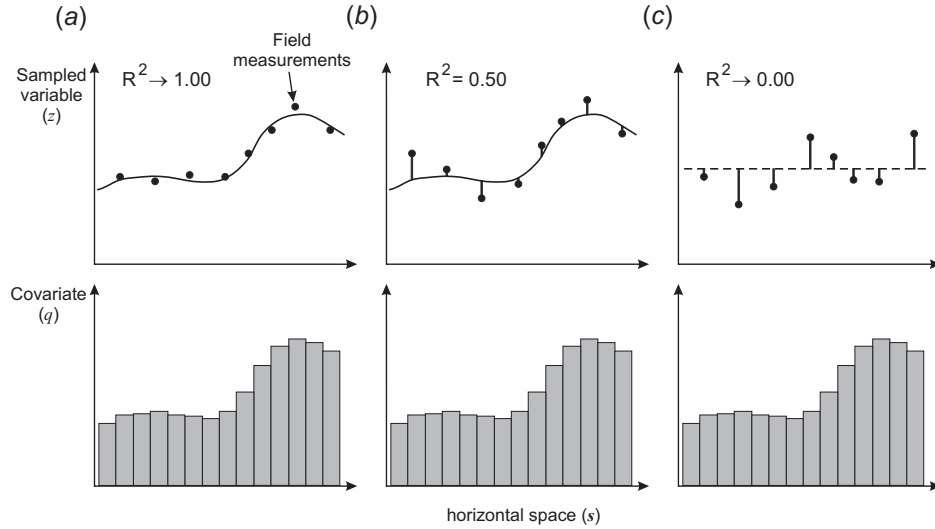 (a)
(b)
(c)
Field
measurements
Sampled
variable
(z)
R² → 1.00
R² = 0.50
R² → 0.00
Covariate
(q)
horizontal space (s)